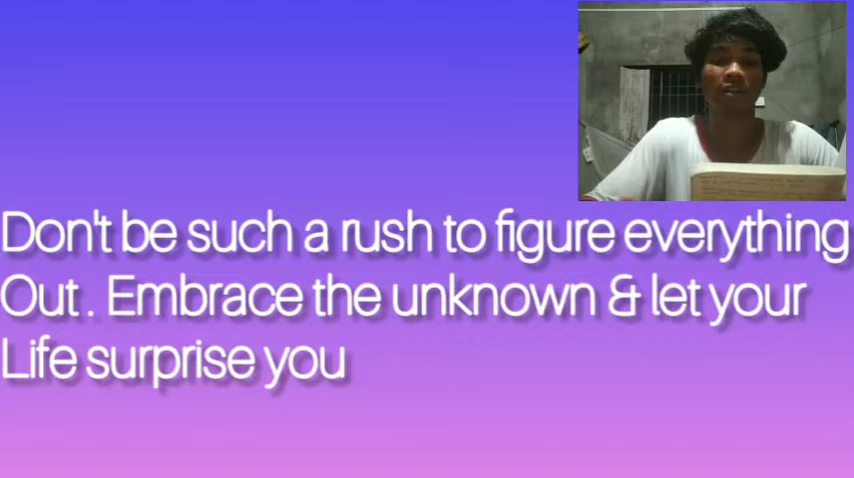 Don't be such a rush to figure everything
Out . Embrace the unknown & let your
Life surprise you